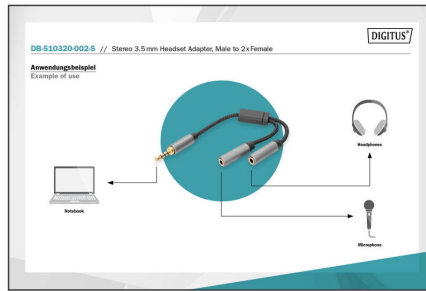 DIGITUS®
DB-510320-002-S // Stereo 3.5 mm Headset Adapter, Male to 2x Female
Anwendungsbeispiel
Example of use
Headphones
Notebook
Microphone